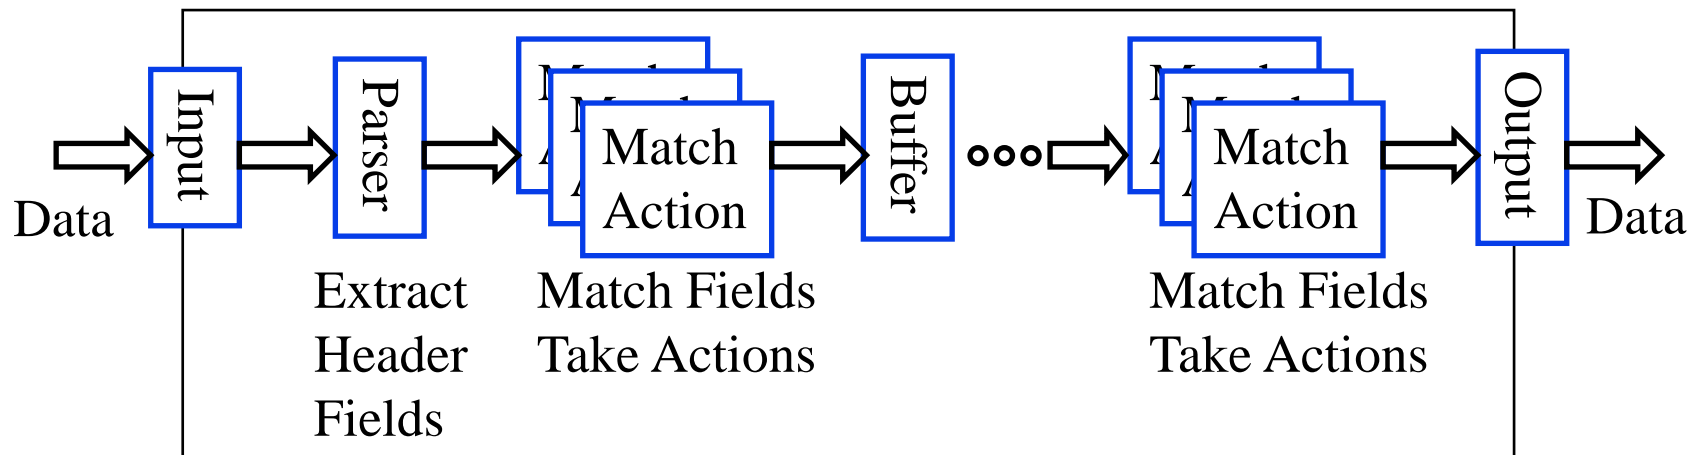 Data
Input
Parser
Match
Action
Buffer
Match
Action
Output
Data
Extract
Header
Fields
Match Fields
Take Actions
Match Fields
Take Actions